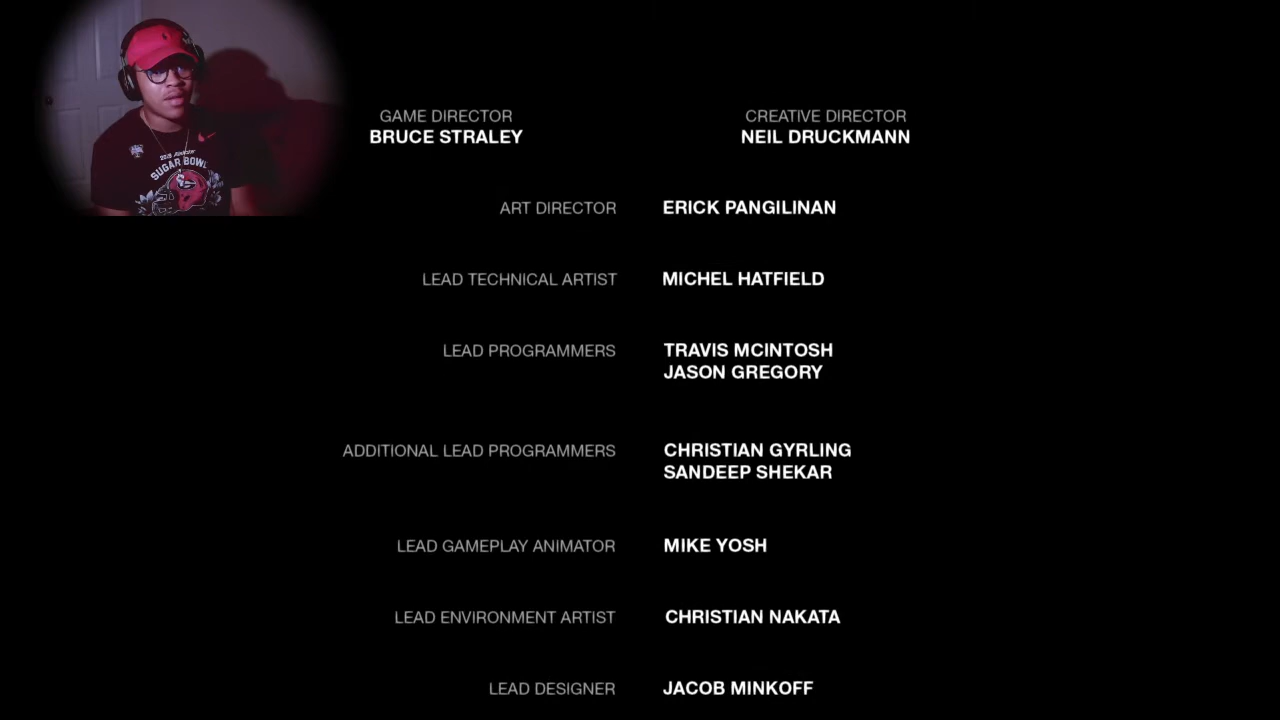 GAME DIRECTOR
BRUCE STRALEY
CREATIVE DIRECTOR
NEIL DRUCKMANN
ART DIRECTOR ERICK PANGILINAN
LEAD TECHNICAL ARTIST MICHEL HATFIELD
LEAD PROGRAMMERS TRAVIS MCINTOSH
JASON GREGORY
ADDITIONAL LEAD PROGRAMMERS CHRISTIAN GYRLING
SANDEEP SHEKAR
LEAD GAMEPLAY ANIMATOR MIKE YOSH
LEAD ENVIRONMENT ARTIST CHRISTIAN NAKATA
LEAD DESIGNER JACOB MINKOFF
SUGAR BOWL